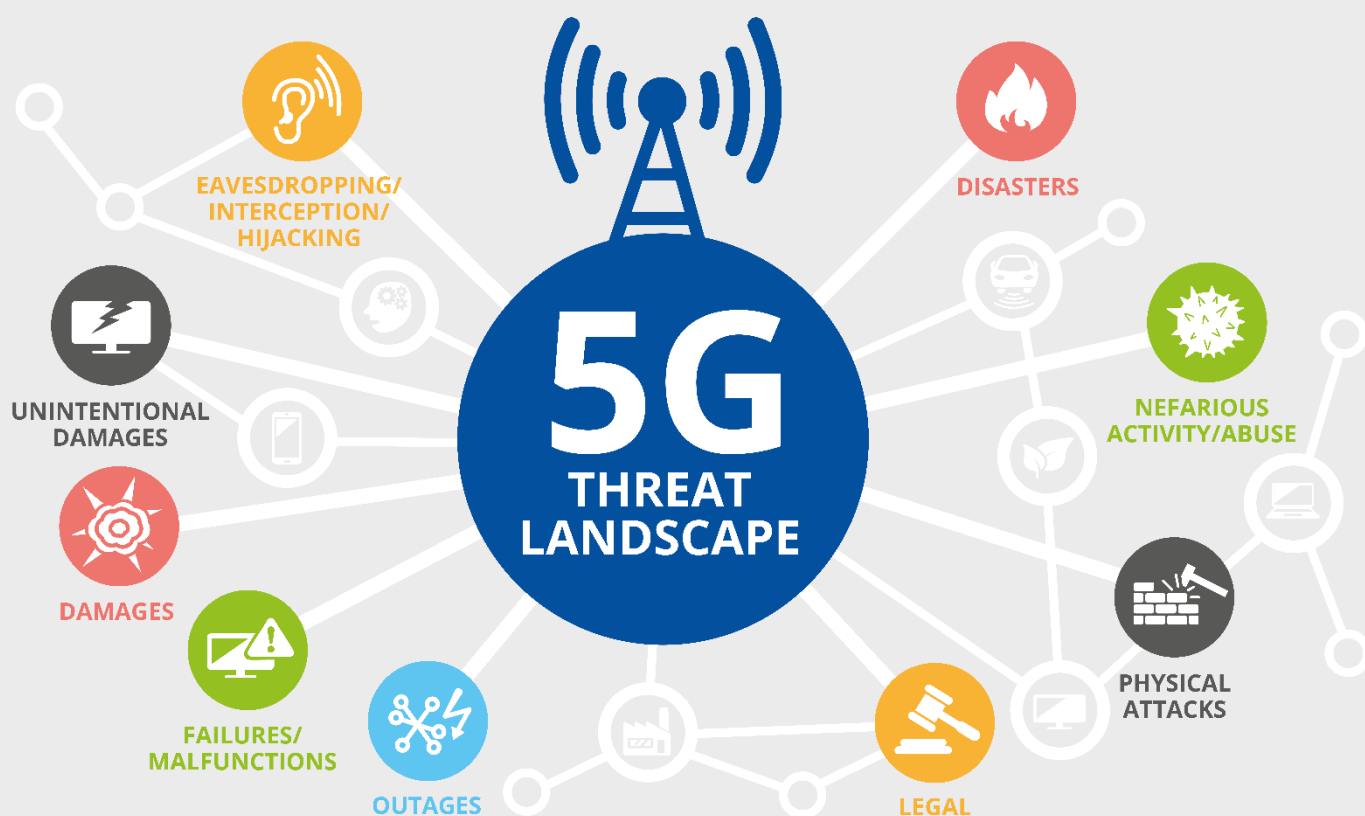 EAVESDROPPING/
INTERCEPTION/
HIJACKING
DISASTERS
UNINTENTIONAL
DAMAGES
5G
THREAT
LANDSCAPE
NEFARIOUS
ACTIVITY/ABUSE
DAMAGES
FAILURES/
MALFUNCTIONS
OUTAGES
LEGAL
PHYSICAL
ATTACKS